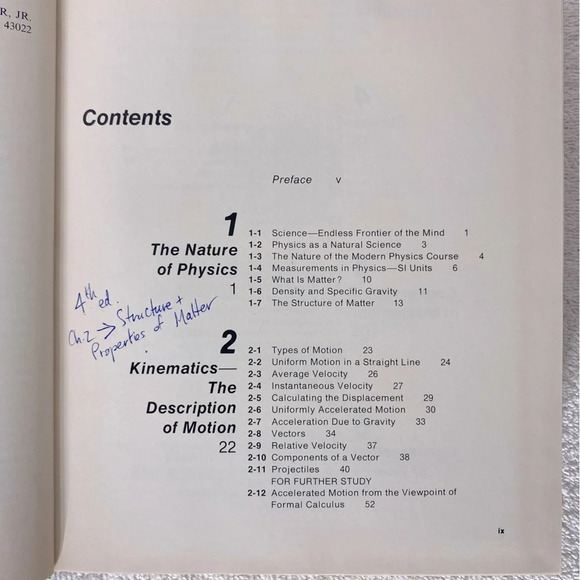 R, JR.
43022
Contents
Preface v
1
The Nature
of Physics
1
1-1 Science—Endless Frontier of the Mind 1
1-2 Physics as a Natural Science 3
1-3 The Nature of the Modern Physics Course 4
1-4 Measurements in Physics—SI Units 6
1-5 What Is Matter? 10
1-6 Density and Specific Gravity 11
1-7 The Structure of Matter 13
4th ed.
Ch.2 → Structure +
Properties of Matter
2
Kinematics—
The
Description
of Motion
22
2-1 Types of Motion 23
2-2 Uniform Motion in a Straight Line 24
2-3 Average Velocity 26
2-4 Instantaneous Velocity 27
2-5 Calculating the Displacement 29
2-6 Uniformly Accelerated Motion 30
2-7 Acceleration Due to Gravity 33
2-8 Vectors 34
2-9 Relative Velocity 37
2-10 Components of a Vector 38
2-11 Projectiles 40
FOR FURTHER STUDY
2-12 Accelerated Motion from the Viewpoint of
Formal Calculus 52
ix